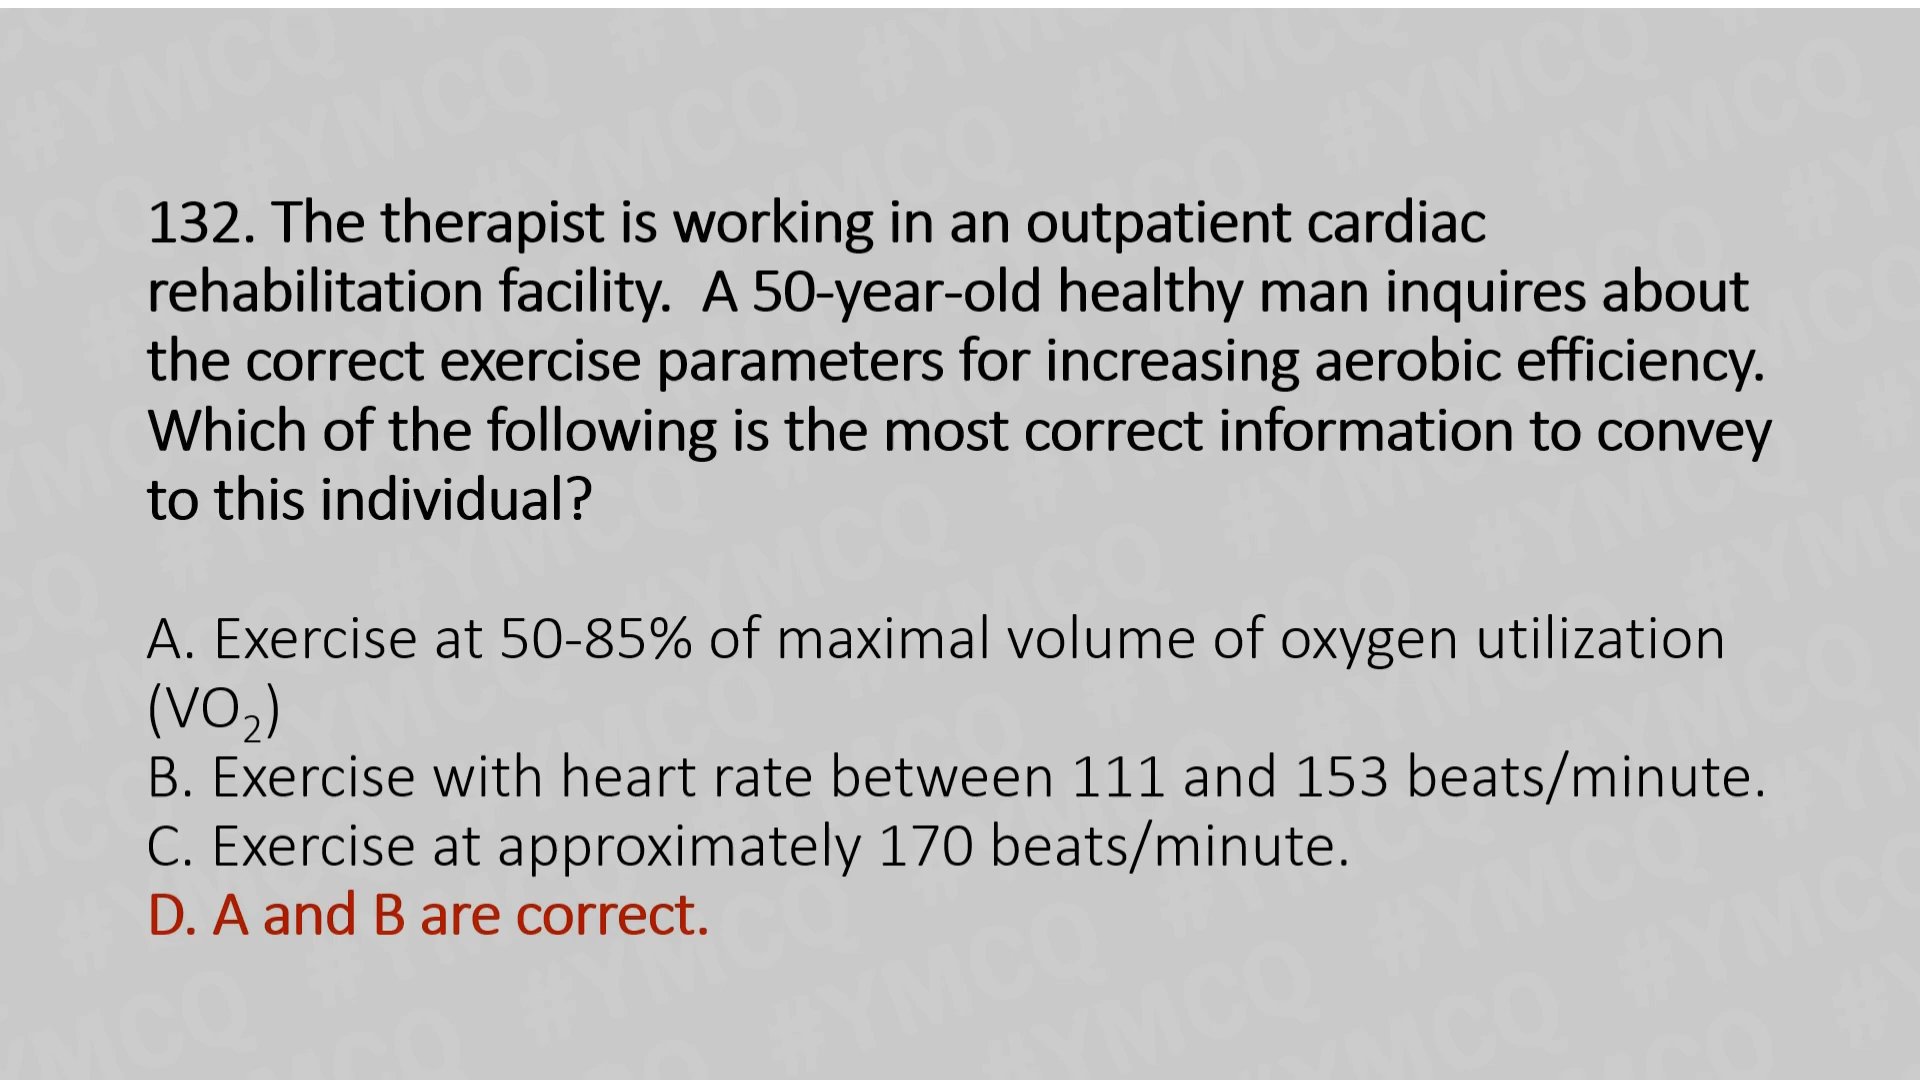 132. The therapist is working in an outpatient cardiac
rehabilitation facility.  A 50-year-old healthy man inquires about
the correct exercise parameters for increasing aerobic efficiency.
Which of the following is the most correct information to convey
to this individual?
A. Exercise at 50-85% of maximal volume of oxygen utilization
(VO₂)
B. Exercise with heart rate between 111 and 153 beats/minute.
C. Exercise at approximately 170 beats/minute.
D. A and B are correct.
#YMCQ